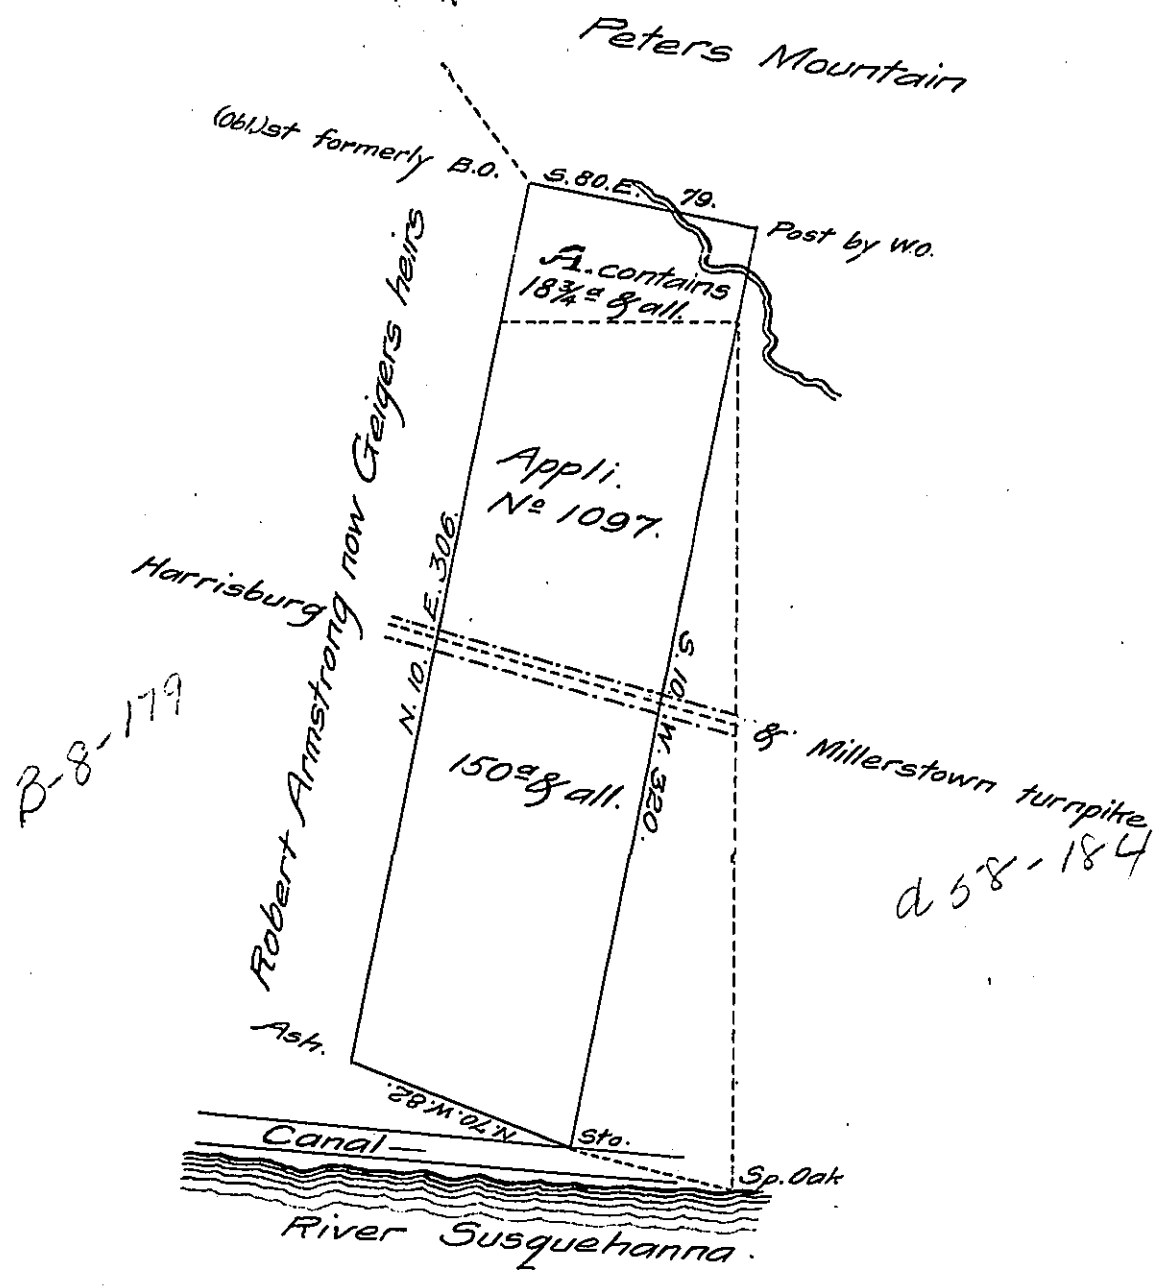 Peters Mountain
(Obl.)st formerly B.O.
S. 80. E. 79.
Post by W.O.
A. contains
18¾ a & all.
Robert Armstrong now Geigers heirs
Appli.
No 1097.
N. 10. E. 306.
Harrisburg & Millerstown turnpike
S. 10. W. 320.
B-8-179
150 a & all.
d 58-184
Ash.
N. 70. W. 82.
Sto.
Canal
Sp. Oak
River Susquehanna.